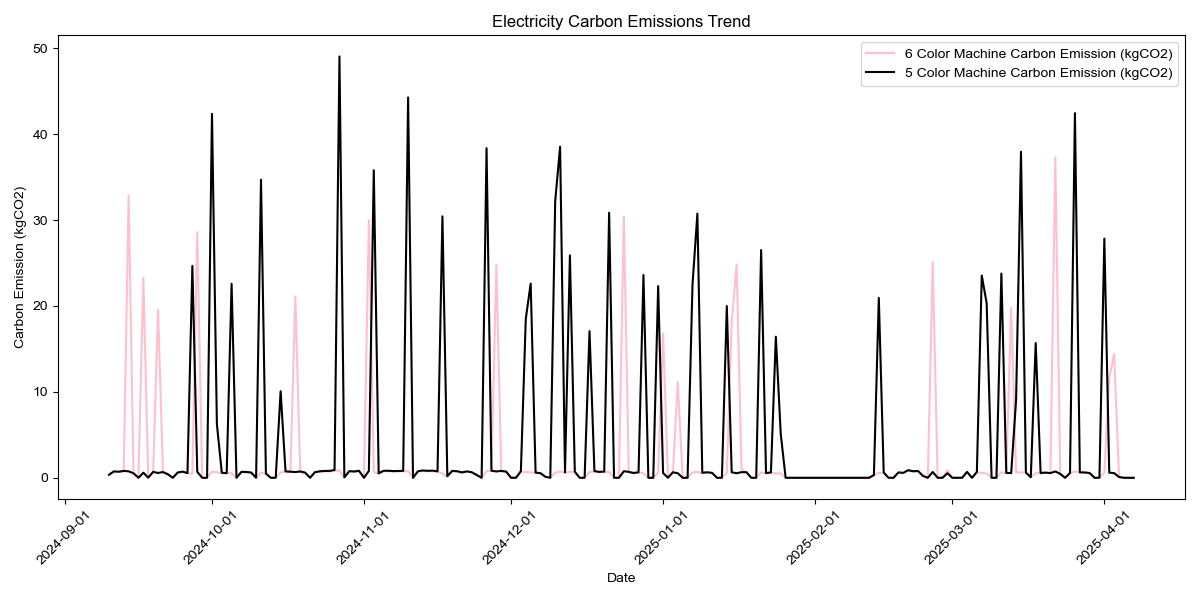 Electricity Carbon Emissions Trend
6 Color Machine Carbon Emission (kgCO2)
5 Color Machine Carbon Emission (kgCO2)
Carbon Emission (kgCO2)
50
40
30
20
10
0
2024-09-01
2024-10-01
2024-11-01
2024-12-01
2025-01-01
2025-02-01
2025-03-01
2025-04-01
Date